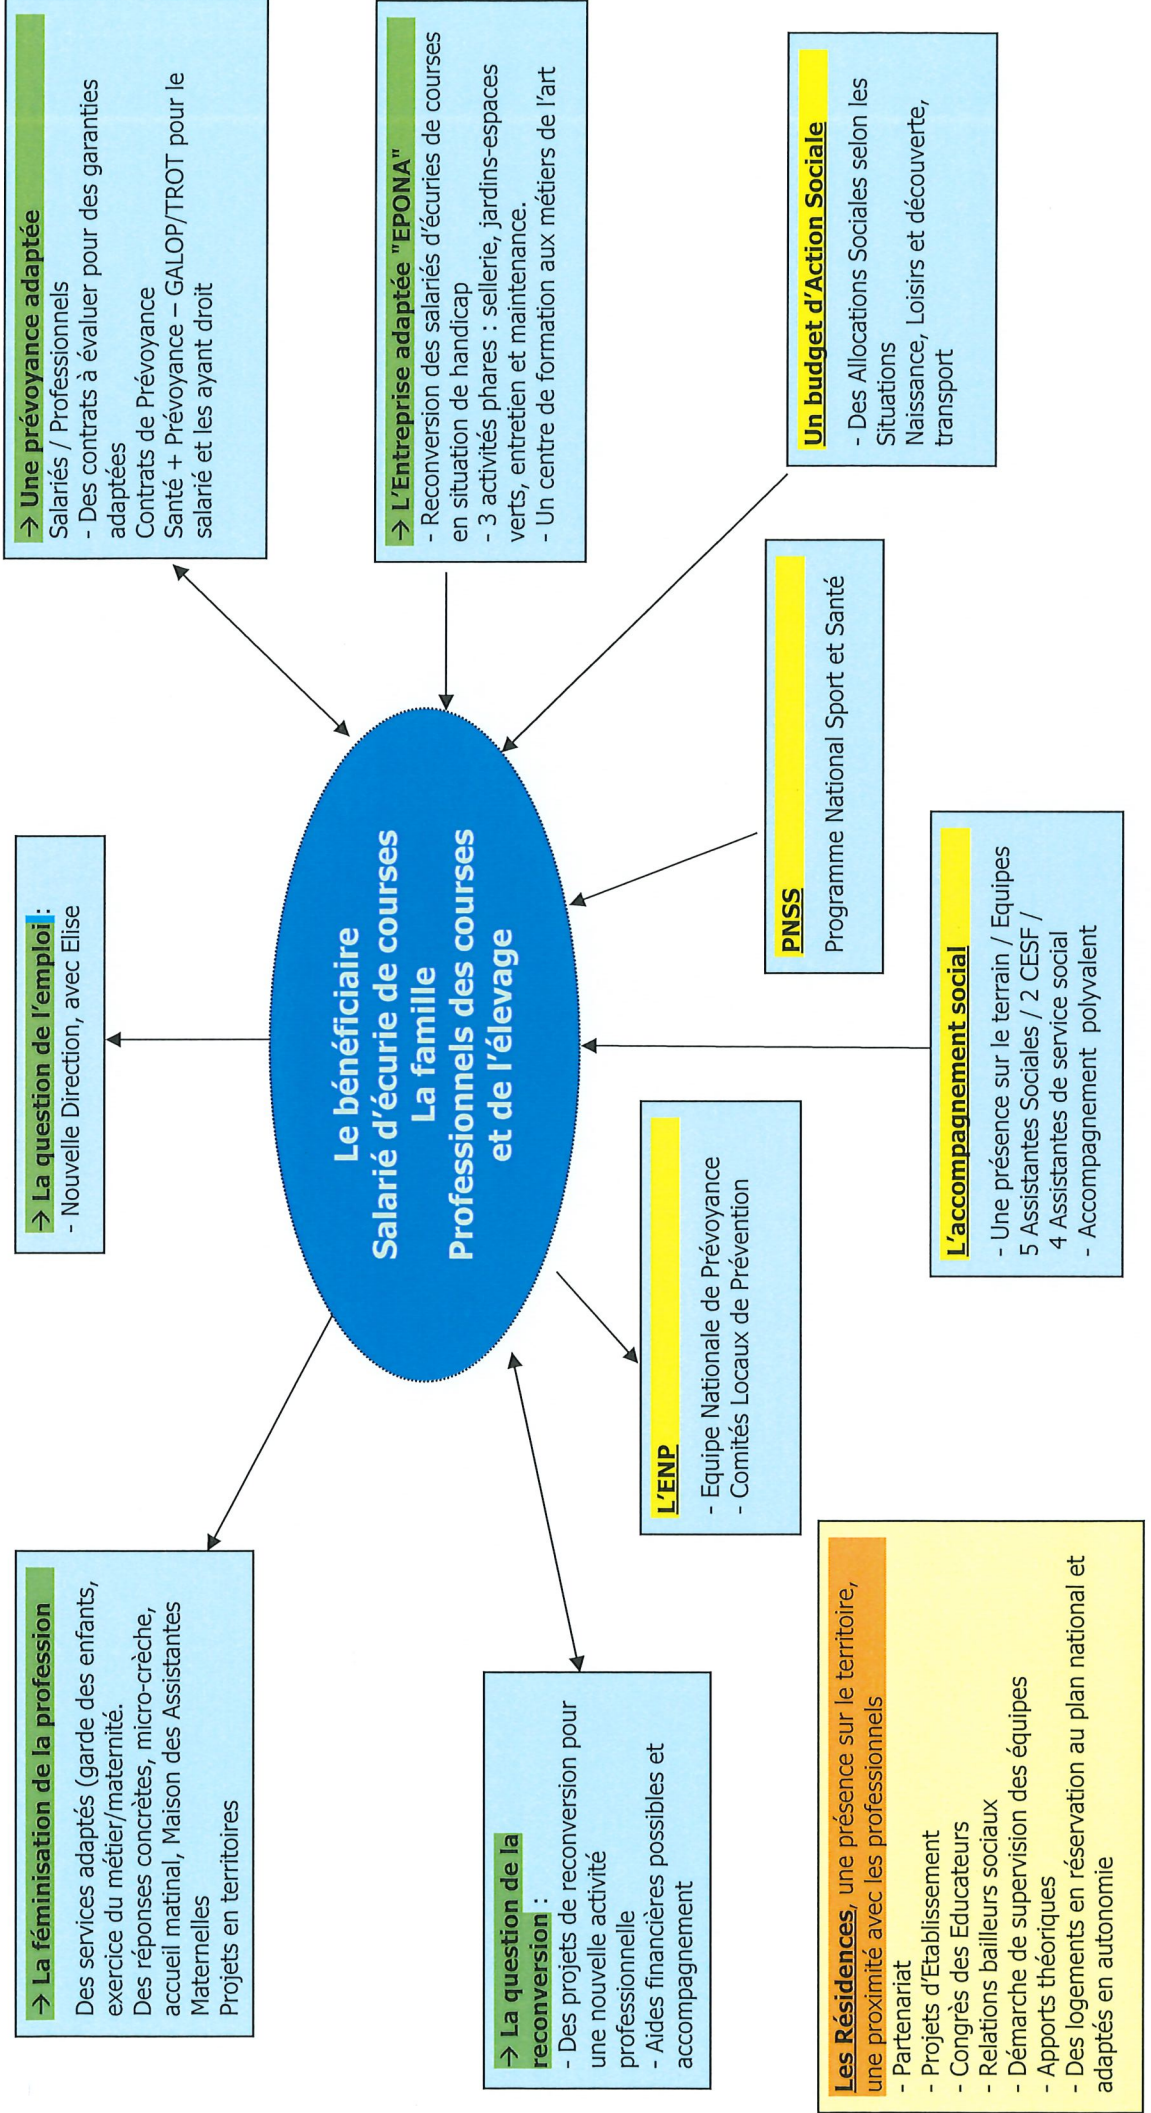 → La féminisation de la profession
Des services adaptés (garde des enfants,
exercice du métier/maternité.
Des réponses concrètes, micro-crèche,
accueil matinal, Maison des Assistantes
Maternelles
Projets en territoires
→ La question de l'emploi :
- Nouvelle Direction, avec Elise
→ Une prévoyance adaptée
Salariés / Professionnels
- Des contrats à évaluer pour des garanties
adaptées
Contrats de Prévoyance
Santé + Prévoyance – GALOP/TROT pour le
salarié et les ayant droit
Le bénéficiaire
Salarié d'écurie de courses
La famille
Professionnels des courses
et de l'élevage
→ L'Entreprise adaptée "EPONA"
- Reconversion des salariés d'écuries de courses
en situation de handicap
- 3 activités phares : sellerie, jardins-espaces
verts, entretien et maintenance.
- Un centre de formation aux métiers de l'art
→ La question de la
reconversion :
- Des projets de reconversion pour
une nouvelle activité
professionnelle
- Aides financières possibles et
accompagnement
L'ENP
- Equipe Nationale de Prévoyance
- Comités Locaux de Prévention
PNSS
Programme National Sport et Santé
Un budget d'Action Sociale
- Des Allocations Sociales selon les
Situations
Naissance, Loisirs et découverte,
transport
Les Résidences, une présence sur le territoire,
une proximité avec les professionnels
- Partenariat
- Projets d'Etablissement
- Congrès des Educateurs
- Relations bailleurs sociaux
- Démarche de supervision des équipes
- Apports théoriques
- Des logements en réservation au plan national et
adaptés en autonomie
L'accompagnement social
- Une présence sur le terrain / Equipes
5 Assistantes Sociales / 2 CESF /
4 Assistantes de service social
- Accompagnement polyvalent